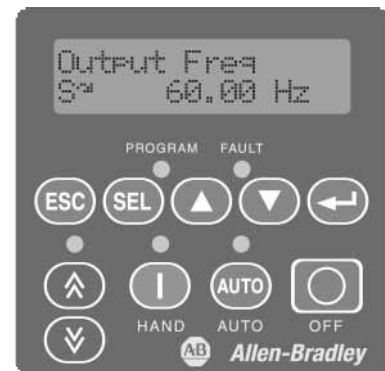 Output Freq
S 60.00 Hz
PROGRAM FAULT
ESC SEL
AUTO
HAND AUTO OFF
AB Allen-Bradley